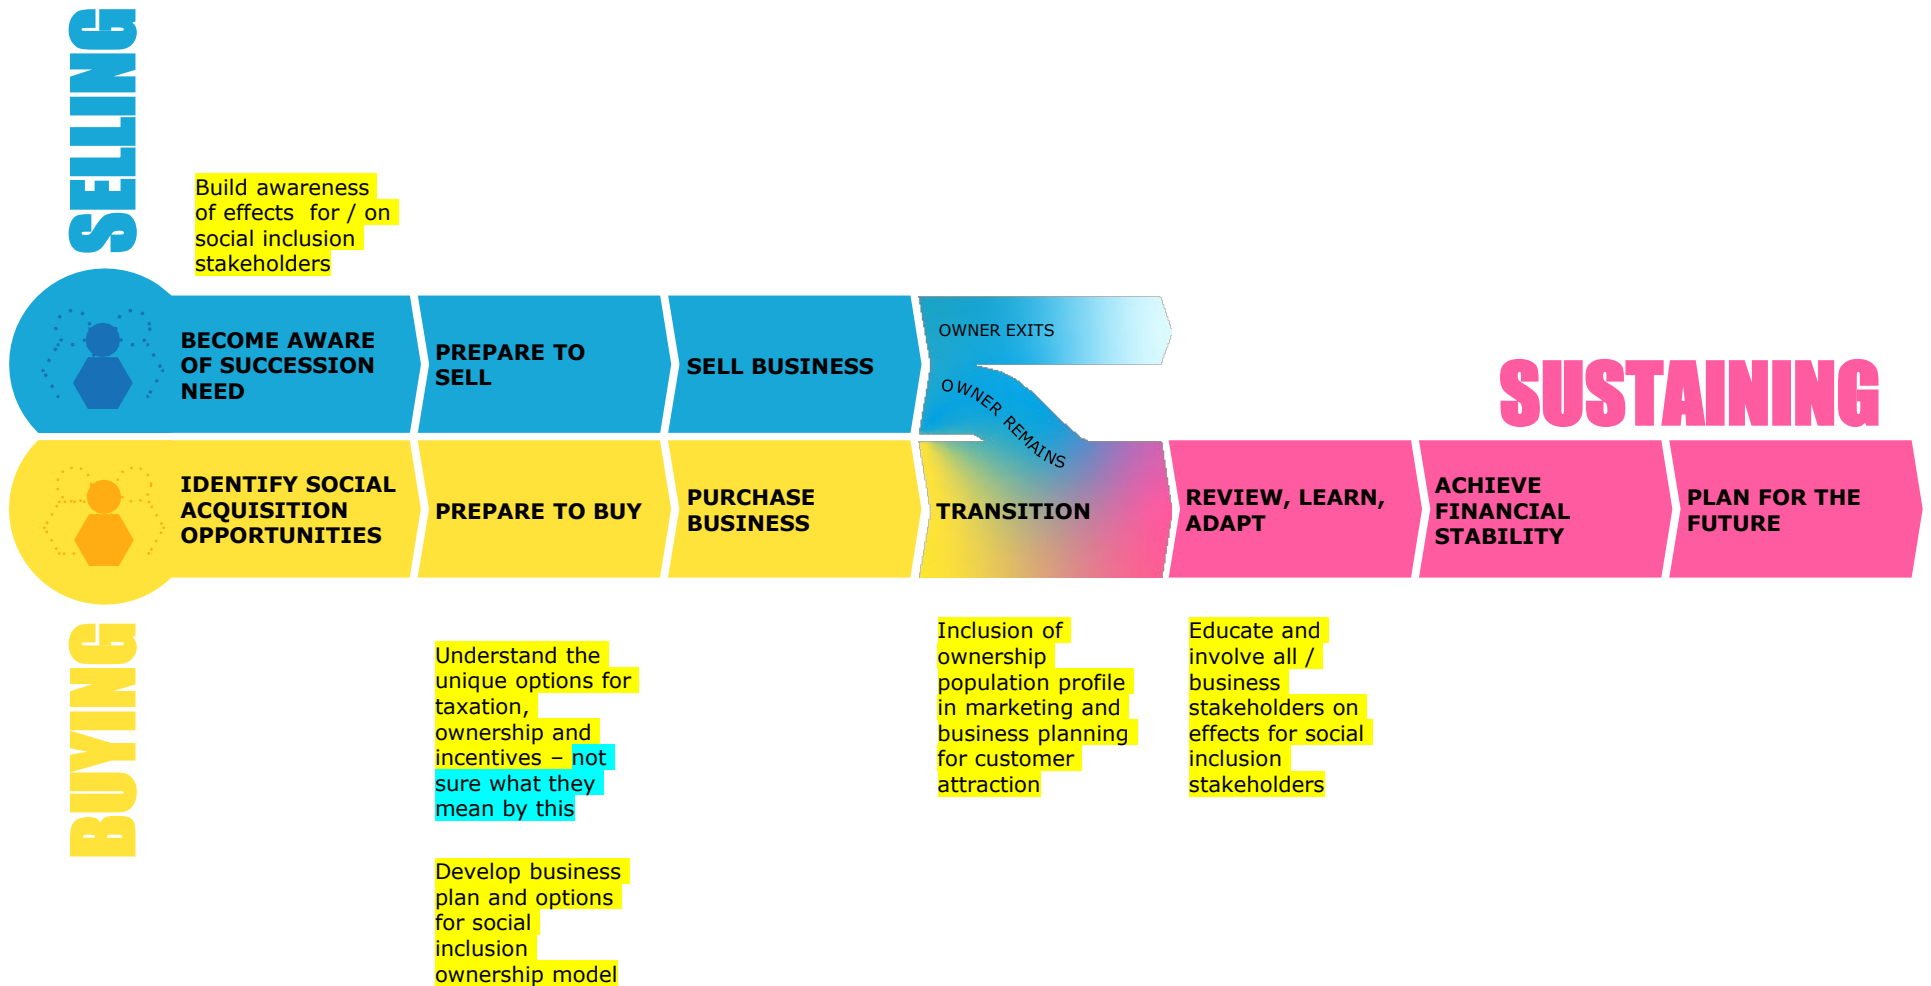 SELLING
Build awareness
of effects  for / on
social inclusion
stakeholders
BECOME AWARE
OF SUCCESSION
NEED
PREPARE TO
SELL
SELL BUSINESS
OWNER EXITS
OWNER REMAINS
SUSTAINING
IDENTIFY SOCIAL
ACQUISITION
OPPORTUNITIES
PREPARE TO BUY
PURCHASE
BUSINESS
TRANSITION
REVIEW, LEARN,
ADAPT
ACHIEVE
FINANCIAL
STABILITY
PLAN FOR THE
FUTURE
BUYING
Understand the
unique options for
taxation,
ownership and
incentives – not
sure what they
mean by this
Develop business
plan and options
for social
inclusion
ownership model
Inclusion of
ownership
population profile
in marketing and
business planning
for customer
attraction
Educate and
involve all /
business
stakeholders on
effects for social
inclusion
stakeholders